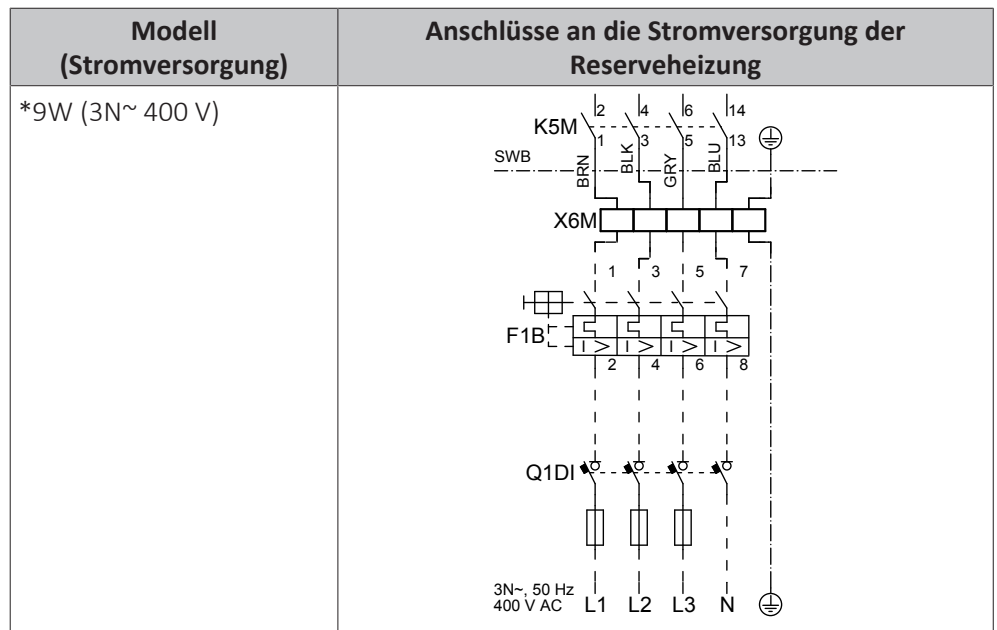 Modell
(Stromversorgung)
Anschlüsse an die Stromversorgung der
Reserveheizung
*9W (3N~ 400 V)
2 4 6 14
K5M
1 3 5 13
SWB
BRN BLK GRY BLU
X6M
1 3 5 7
F1B
I > I > I > I >
2 4 6 8
Q1DI
3N~, 50 Hz
400 V AC
L1 L2 L3 N